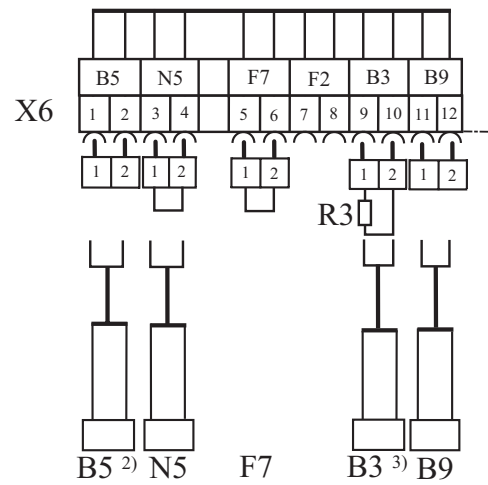 B5 N5 F7 F2 B3 B9
X6 1 2 3 4 5 6 7 8 9 10 11 12
1 2 1 2 1 2 1 2 1 2
R3
B5 2) N5 F7 B3 3) B9